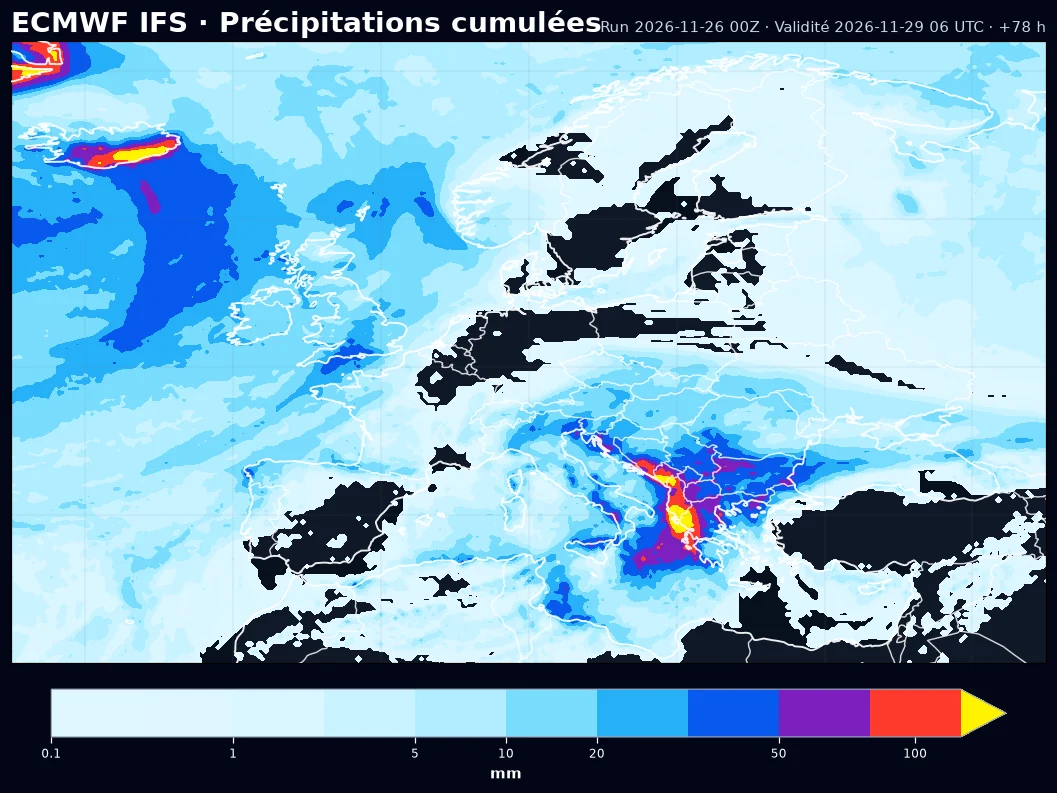 ECMWF IFS · Précipitations cumulées
Run 2026-11-26 00Z · Validité 2026-11-29 06 UTC · +78 h
0.1 1 5 10 20 50 100
mm